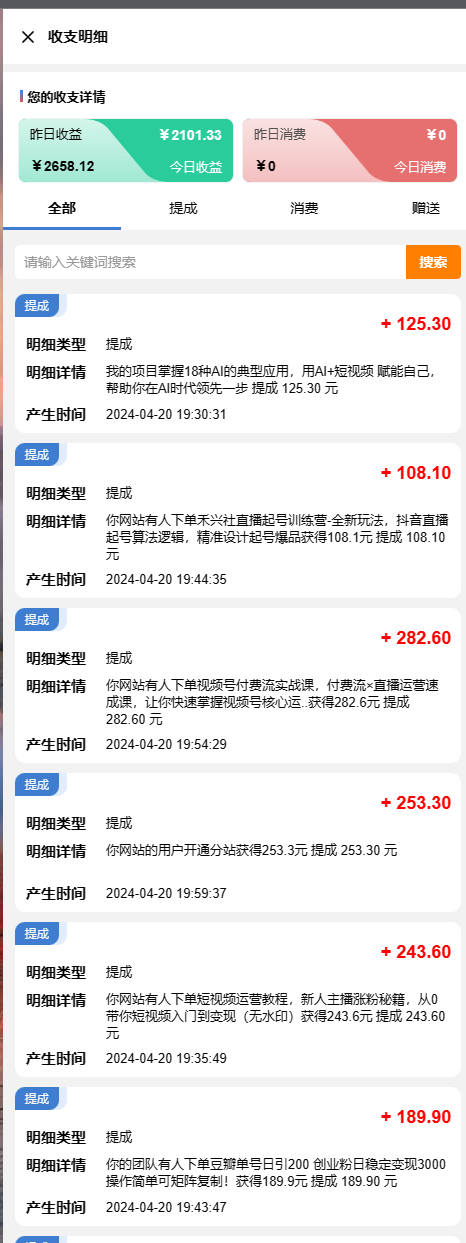 收支明细
您的收支详情
昨日收益
￥2101.33
￥2658.12
今日收益
昨日消费
￥0
￥0
今日消费
全部
提成
消费
赠送
请输入关键词搜索
搜索
提成
+ 125.30
明细类型
提成
明细详情
我的项目掌握18种AI的典型应用，用AI+短视频 赋能自己，
帮助你在AI时代领先一步 提成 125.30 元
产生时间
2024-04-20 19:30:31
提成
+ 108.10
明细类型
提成
明细详情
你网站有人下单禾兴社直播起号训练营-全新玩法，抖音直播
起号算法逻辑，精准设计起号爆品获得108.1元 提成 108.10
元
产生时间
2024-04-20 19:44:35
提成
+ 282.60
明细类型
提成
明细详情
你网站有人下单视频号付费流实战课，付费流×直播运营速
成课，让你快速掌握视频号核心运..获得282.6元 提成
282.60 元
产生时间
2024-04-20 19:54:29
提成
+ 253.30
明细类型
提成
明细详情
你网站的用户开通分站获得253.3元 提成 253.30 元
产生时间
2024-04-20 19:59:37
提成
+ 243.60
明细类型
提成
明细详情
你网站有人下单短视频运营教程，新人主播涨粉秘籍，从0
带你短视频入门到变现（无水印）获得243.6元 提成 243.60
元
产生时间
2024-04-20 19:35:49
提成
+ 189.90
明细类型
提成
明细详情
你的团队有人下单豆瓣单号日引200 创业粉日稳定变现3000
操作简单可矩阵复制！获得189.9元 提成 189.90 元
产生时间
2024-04-20 19:43:47